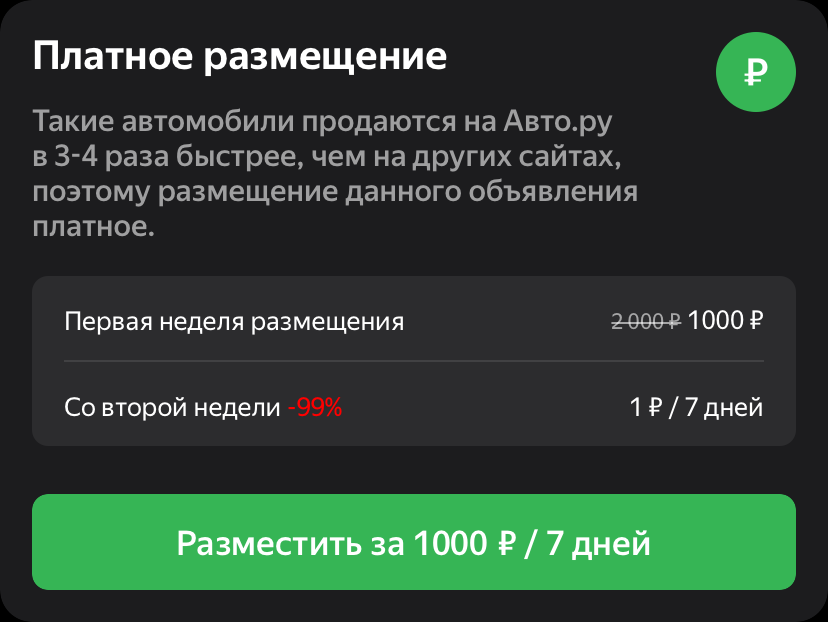 Платное размещение
₽
Такие автомобили продаются на Авто.ру
в 3-4 раза быстрее, чем на других сайтах,
поэтому размещение данного объявления
платное.
Первая неделя размещения 2 000 ₽ 1000 ₽
Со второй недели -99% 1 ₽ / 7 дней
Разместить за 1000 ₽ / 7 дней